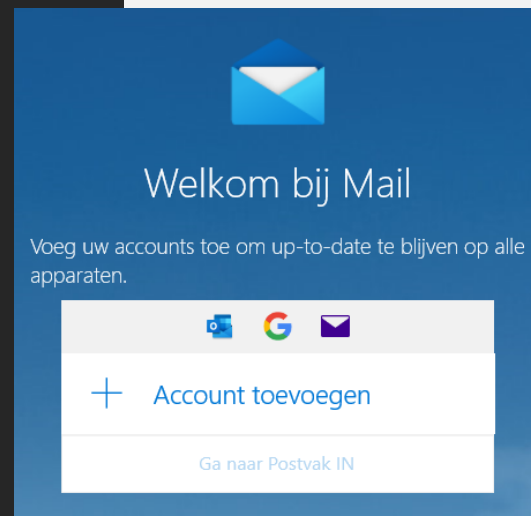 Welkom bij Mail
Voeg uw accounts toe om up-to-date te blijven op alle
apparaten.
Account toevoegen
Ga naar Postvak IN